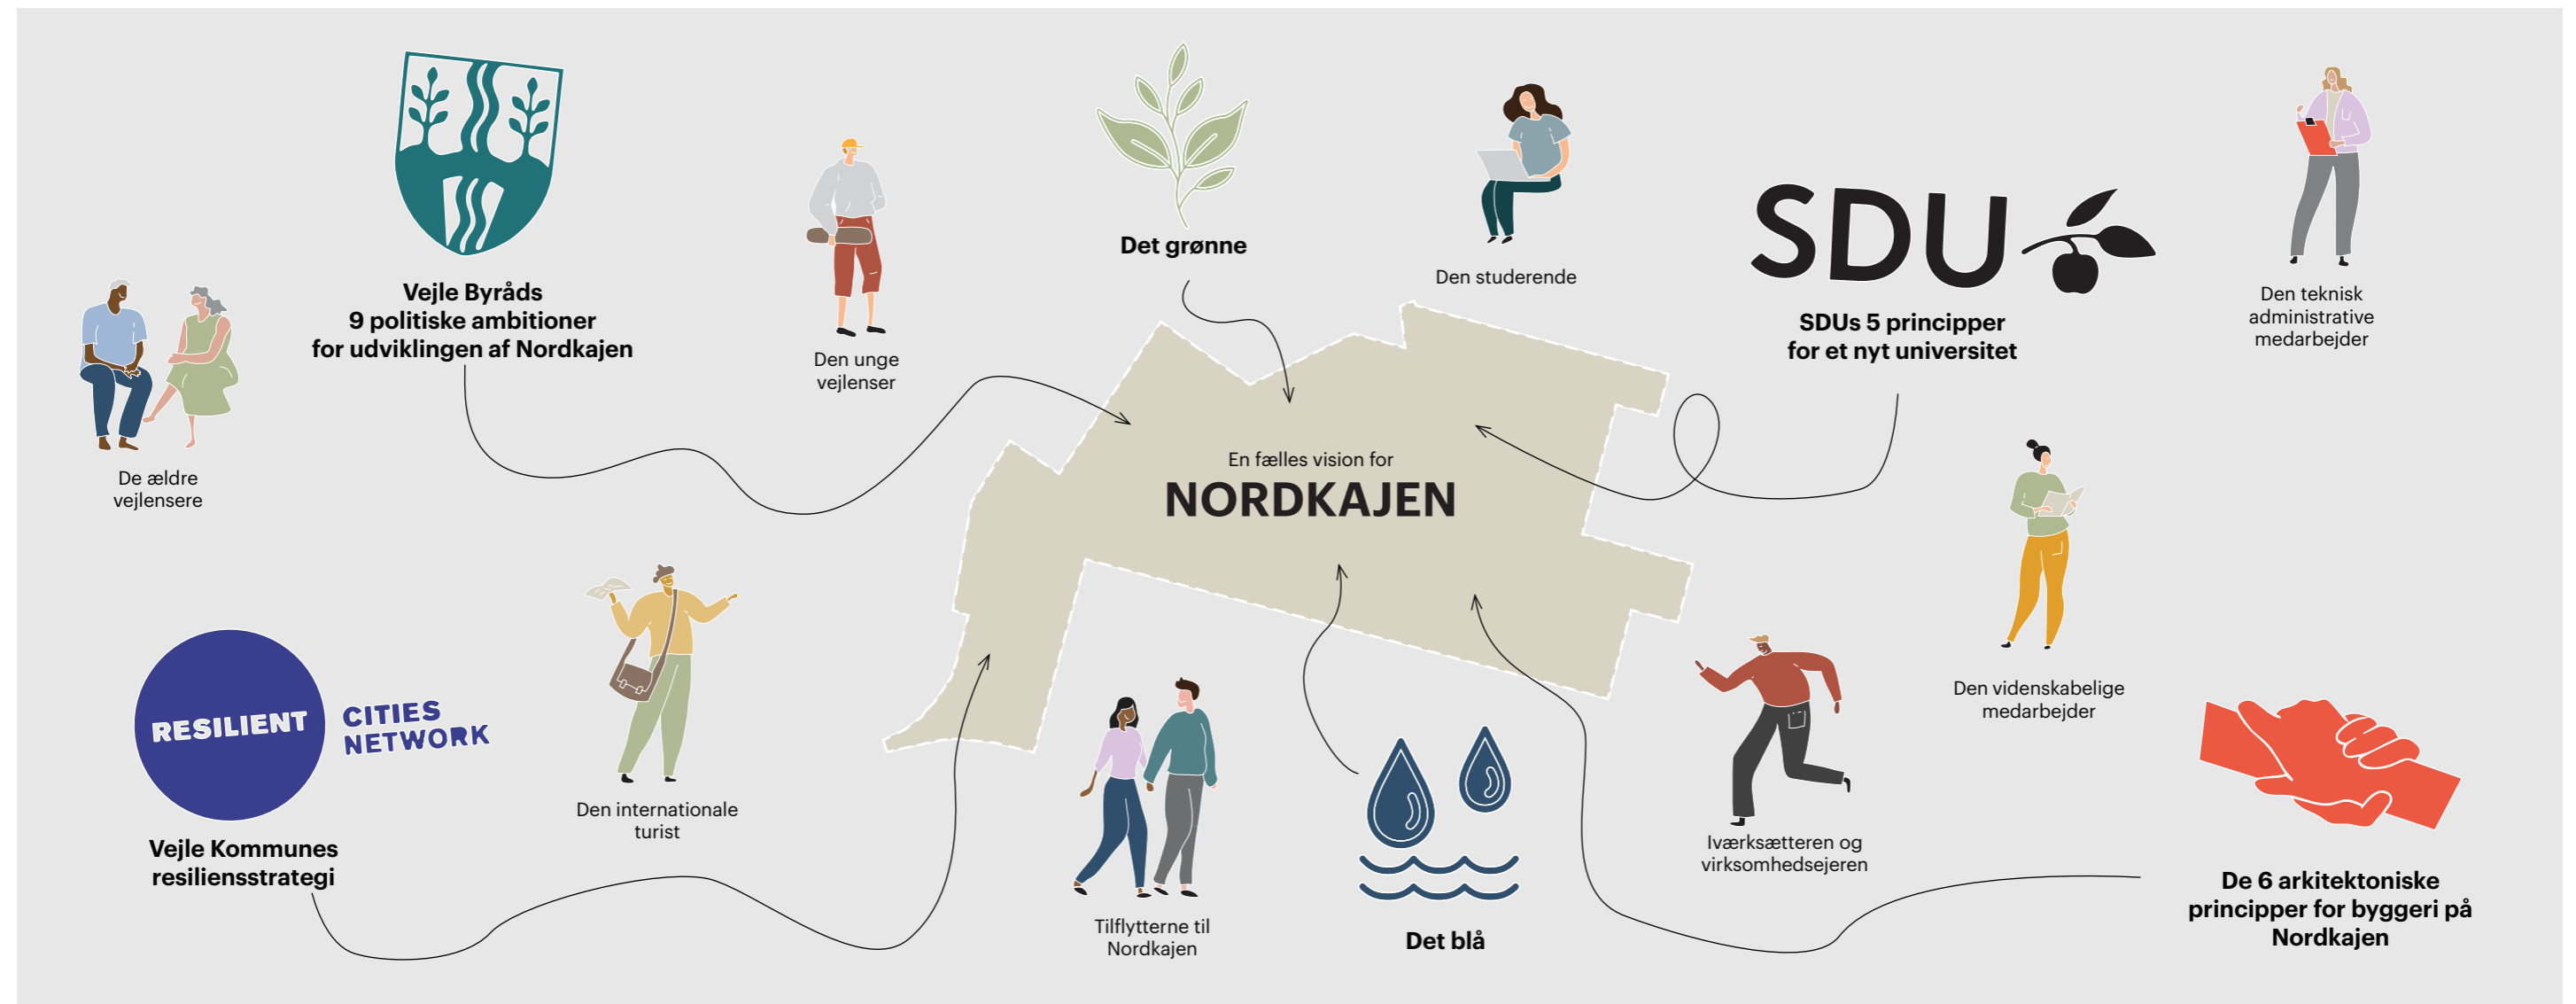 Det grønne
SDU
Vejle Byråds
9 politiske ambitioner
for udviklingen af Nordkajen
Den unge
vejlenser
Den studerende
SDUs 5 principper
for et nyt universitet
Den teknisk
administrative
medarbejder
De ældre
vejlensere
En fælles vision for
NORDKAJEN
Den videnskabelige
medarbejder
RESILIENT
CITIES
NETWORK
Vejle Kommunes
resiliensstrategi
Den internationale
turist
Tilflytterne til
Nordkajen
Det blå
Iværksætteren og
virksomhedsejeren
De 6 arkitektoniske
principper for byggeri på
Nordkajen